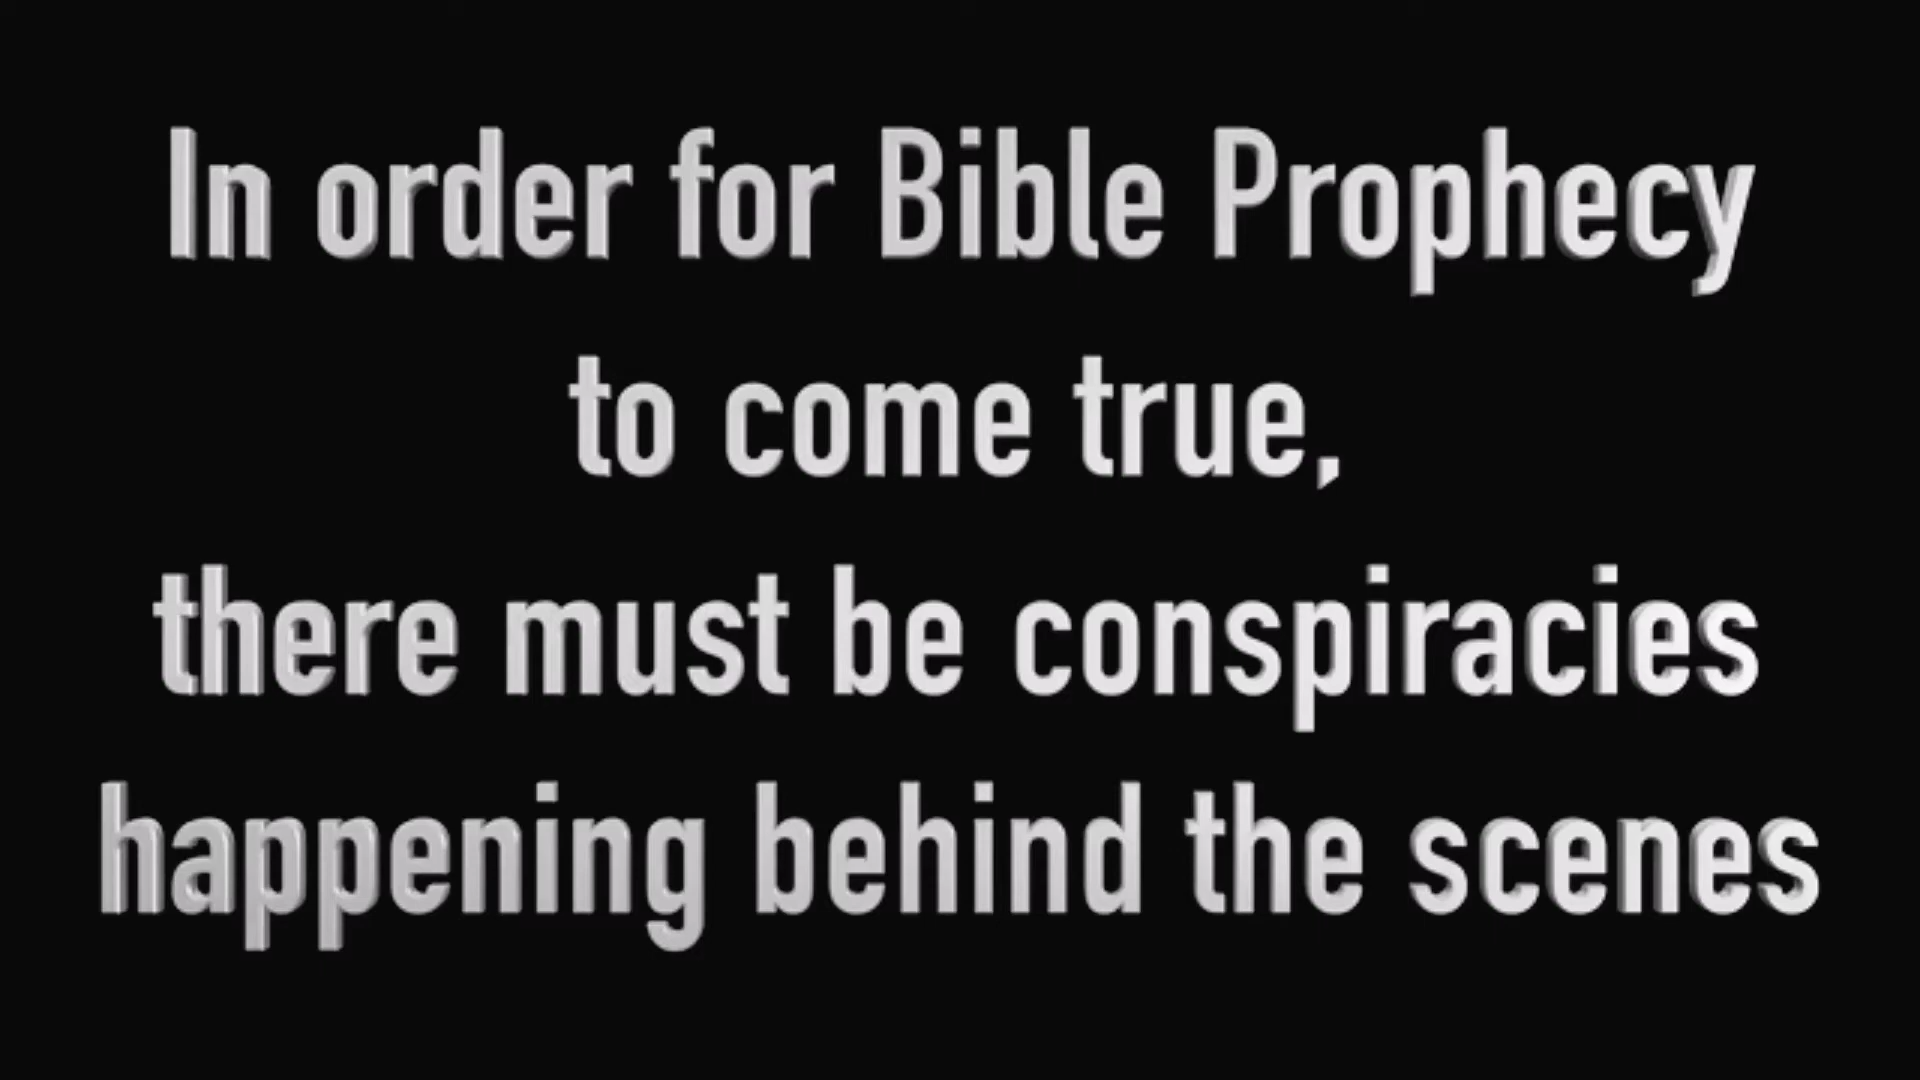 In order for Bible Prophecy
to come true,
there must be conspiracies
happening behind the scenes